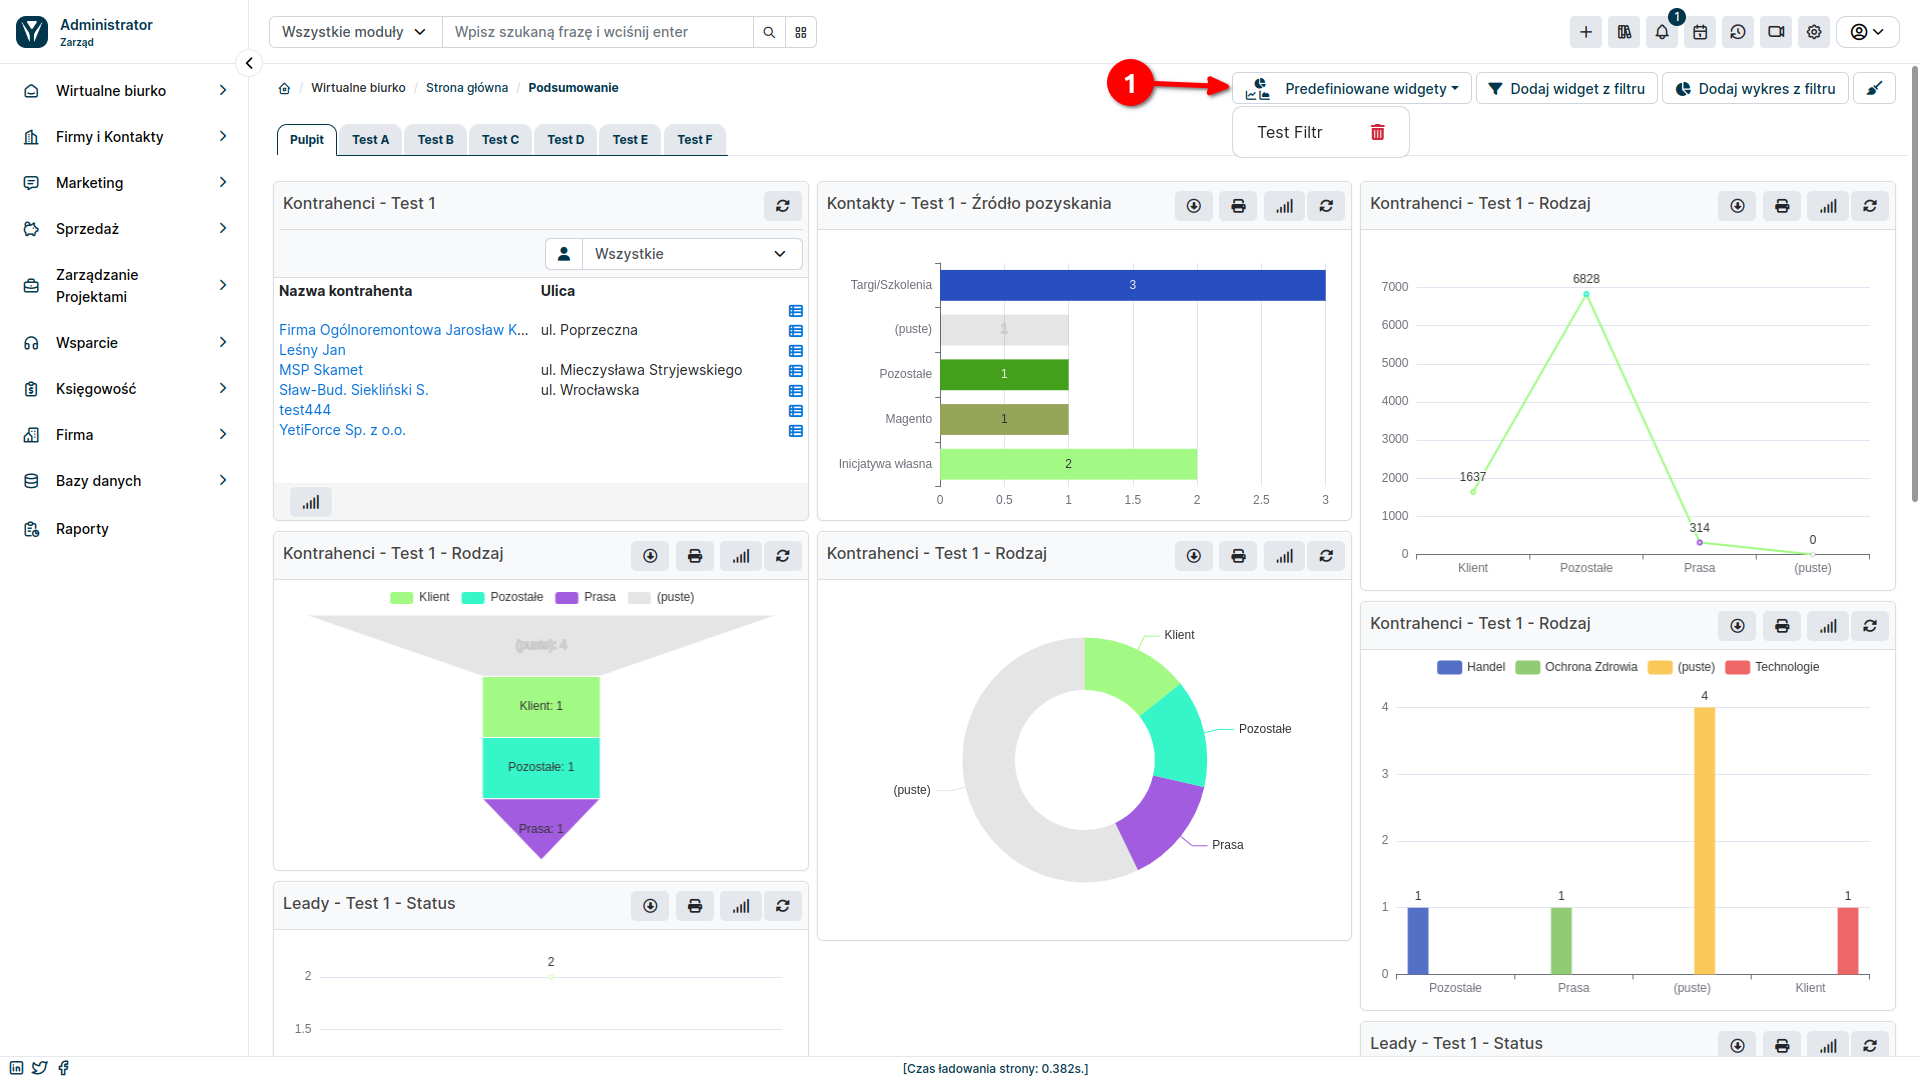 Administrator
Zarząd
Wszystkie moduły
Wpisz szukaną frazę i wciśnij enter
1
Wirtualne biurko
Firmy i Kontakty
Marketing
Sprzedaż
Zarządzanie
Projektami
Wsparcie
Księgowość
Firma
Bazy danych
Raporty
/ Wirtualne biurko / Strona główna / Podsumowanie
1
Predefiniowane widgety
Dodaj widget z filtru
Dodaj wykres z filtru
Test Filtr
Pulpit
Test A
Test B
Test C
Test D
Test E
Test F
Kontrahenci - Test 1
Wszystkie
Nazwa kontrahenta Ulica
Firma Ogólnoremontowa Jarosław K... ul. Poprzeczna
Leśny Jan
MSP Skamet ul. Mieczysława Stryjewskiego
Sław-Bud. Siekliński S. ul. Wrocławska
test444
YetiForce Sp. z o.o.
Kontakty - Test 1 - Źródło pozyskania
Targi/Szkolenia 3
(puste) 1
Pozostałe 1
Magento 1
Inicjatywa własna 2
0 0.5 1 1.5 2 2.5 3
Kontrahenci - Test 1 - Rodzaj
6828
7000
6000
5000
4000
3000
2000
1637
1000
314
0
0
Klient Pozostałe Prasa (puste)
Kontrahenci - Test 1 - Rodzaj
Klient Pozostałe Prasa (puste)
(puste): 4
Klient: 1
Pozostałe: 1
Prasa: 1
Kontrahenci - Test 1 - Rodzaj
Klient
Pozostałe
(puste)
Prasa
Kontrahenci - Test 1 - Rodzaj
Handel Ochrona Zdrowia (puste) Technologie
4
4
3
2
1 1 1
1
0
Pozostałe Prasa (puste) Klient
Leady - Test 1 - Status
2
2
1.5
Leady - Test 1 - Status
[Czas ładowania strony: 0.382s.]